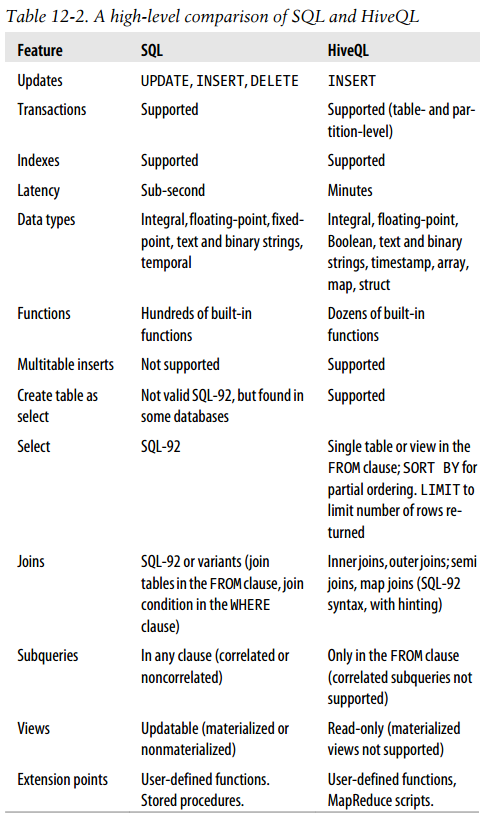 Table 12-2. A high-level comparison of SQL and HiveQL
Feature SQL HiveQL
Updates UPDATE, INSERT, DELETE INSERT
Transactions Supported Supported (table- and par-
tition-level)
Indexes Supported Supported
Latency Sub-second Minutes
Data types Integral, floating-point, fixed- Integral, floating-point,
point, text and binary strings, Boolean, text and binary
temporal strings, timestamp, array,
map, struct
Functions Hundreds of built-in Dozens of built-in
functions functions
Multitable inserts Not supported Supported
Create table as Not valid SQL-92, but found in Supported
select some databases
Select SQL-92 Single table or view in the
FROM clause; SORT BY for
partial ordering. LIMIT to
limit number of rows re-
turned
Joins SQL-92 or variants (join Inner joins, outer joins; semi
tables in the FROM clause, join joins, map joins (SQL-92
condition in the WHERE syntax, with hinting)
clause)
Subqueries In any clause (correlated or Only in the FROM clause
noncorrelated) (correlated subqueries not
supported)
Views Updatable (materialized or Read-only (materialized
nonmaterialized) views not supported)
Extension points User-defined functions. User-defined functions,
Stored procedures. MapReduce scripts.